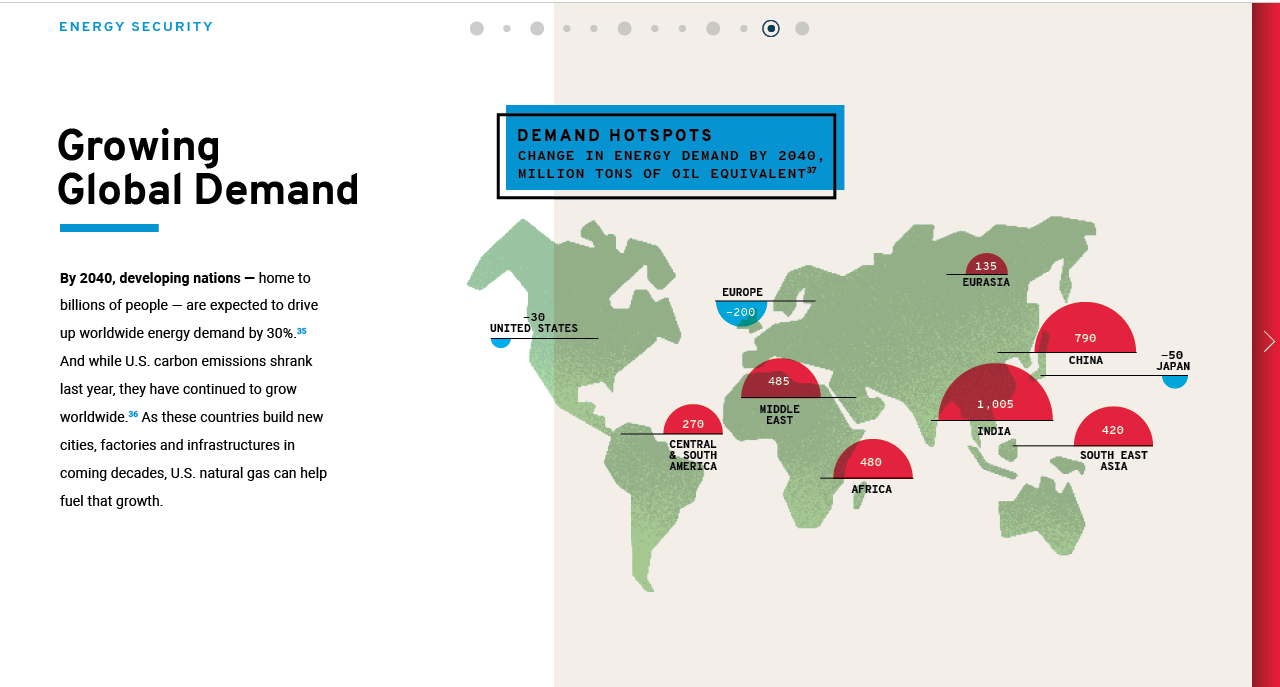 ENERGY SECURITY
Growing
Global Demand
By 2040, developing nations — home to
billions of people — are expected to drive
up worldwide energy demand by 30%.35
And while U.S. carbon emissions shrank
last year, they have continued to grow
worldwide.36 As these countries build new
cities, factories and infrastructures in
coming decades, U.S. natural gas can help
fuel that growth.
DEMAND HOTSPOTS
CHANGE IN ENERGY DEMAND BY 2040,
MILLION TONS OF OIL EQUIVALENT37
–30
UNITED STATES
EUROPE
–200
135
EURASIA
790
CHINA
–50
JAPAN
485
MIDDLE
EAST
1,005
INDIA
270
CENTRAL
& SOUTH
AMERICA
480
AFRICA
420
SOUTH EAST
ASIA